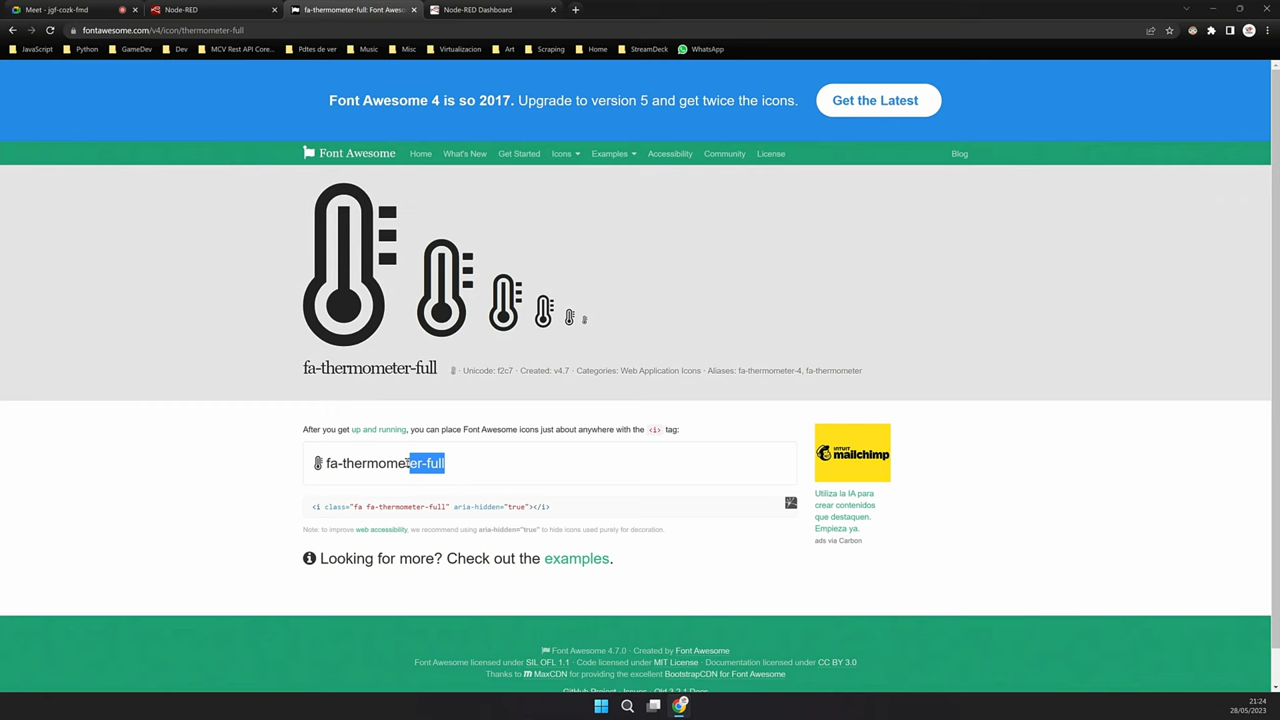 Meet - jgf-cozk-fmd
Node-RED
fa-thermometer-full: Font Aweso
Node-RED Dashboard
fontawesome.com/v4/icon/thermometer-full
JavaScript
Python
GameDev
Dev
MCV Rest API Core...
Pdtes de ver
Music
Misc
Virtualizacion
Art
Scraping
Home
StreamDeck
WhatsApp
Font Awesome 4 is so 2017. Upgrade to version 5 and get twice the icons.
Get the Latest
Font Awesome
Home
What's New
Get Started
Icons
Examples
Accessibility
Community
License
Blog
fa-thermometer-full
· Unicode: f2c7 · Created: v4.7 · Categories: Web Application Icons · Aliases: fa-thermometer-4, fa-thermometer
After you get up and running, you can place Font Awesome icons just about anywhere with the <i> tag:
fa-thermometer-full
<i class="fa fa-thermometer-full" aria-hidden="true"></i>
Note: to improve web accessibility, we recommend using aria-hidden="true" to hide icons used purely for decoration.
Looking for more? Check out the examples.
INTUIT
mailchimp
Utiliza la IA para
crear contenidos
que destaquen.
Empieza ya.
ads via Carbon
Font Awesome 4.7.0 · Created by Font Awesome
Font Awesome licensed under SIL OFL 1.1 · Code licensed under MIT License · Documentation licensed under CC BY 3.0
Thanks to MaxCDN for providing the excellent BootstrapCDN for Font Awesome
GitHub Project · Issues · Old 3.2.1 Docs
21:24
28/05/2023